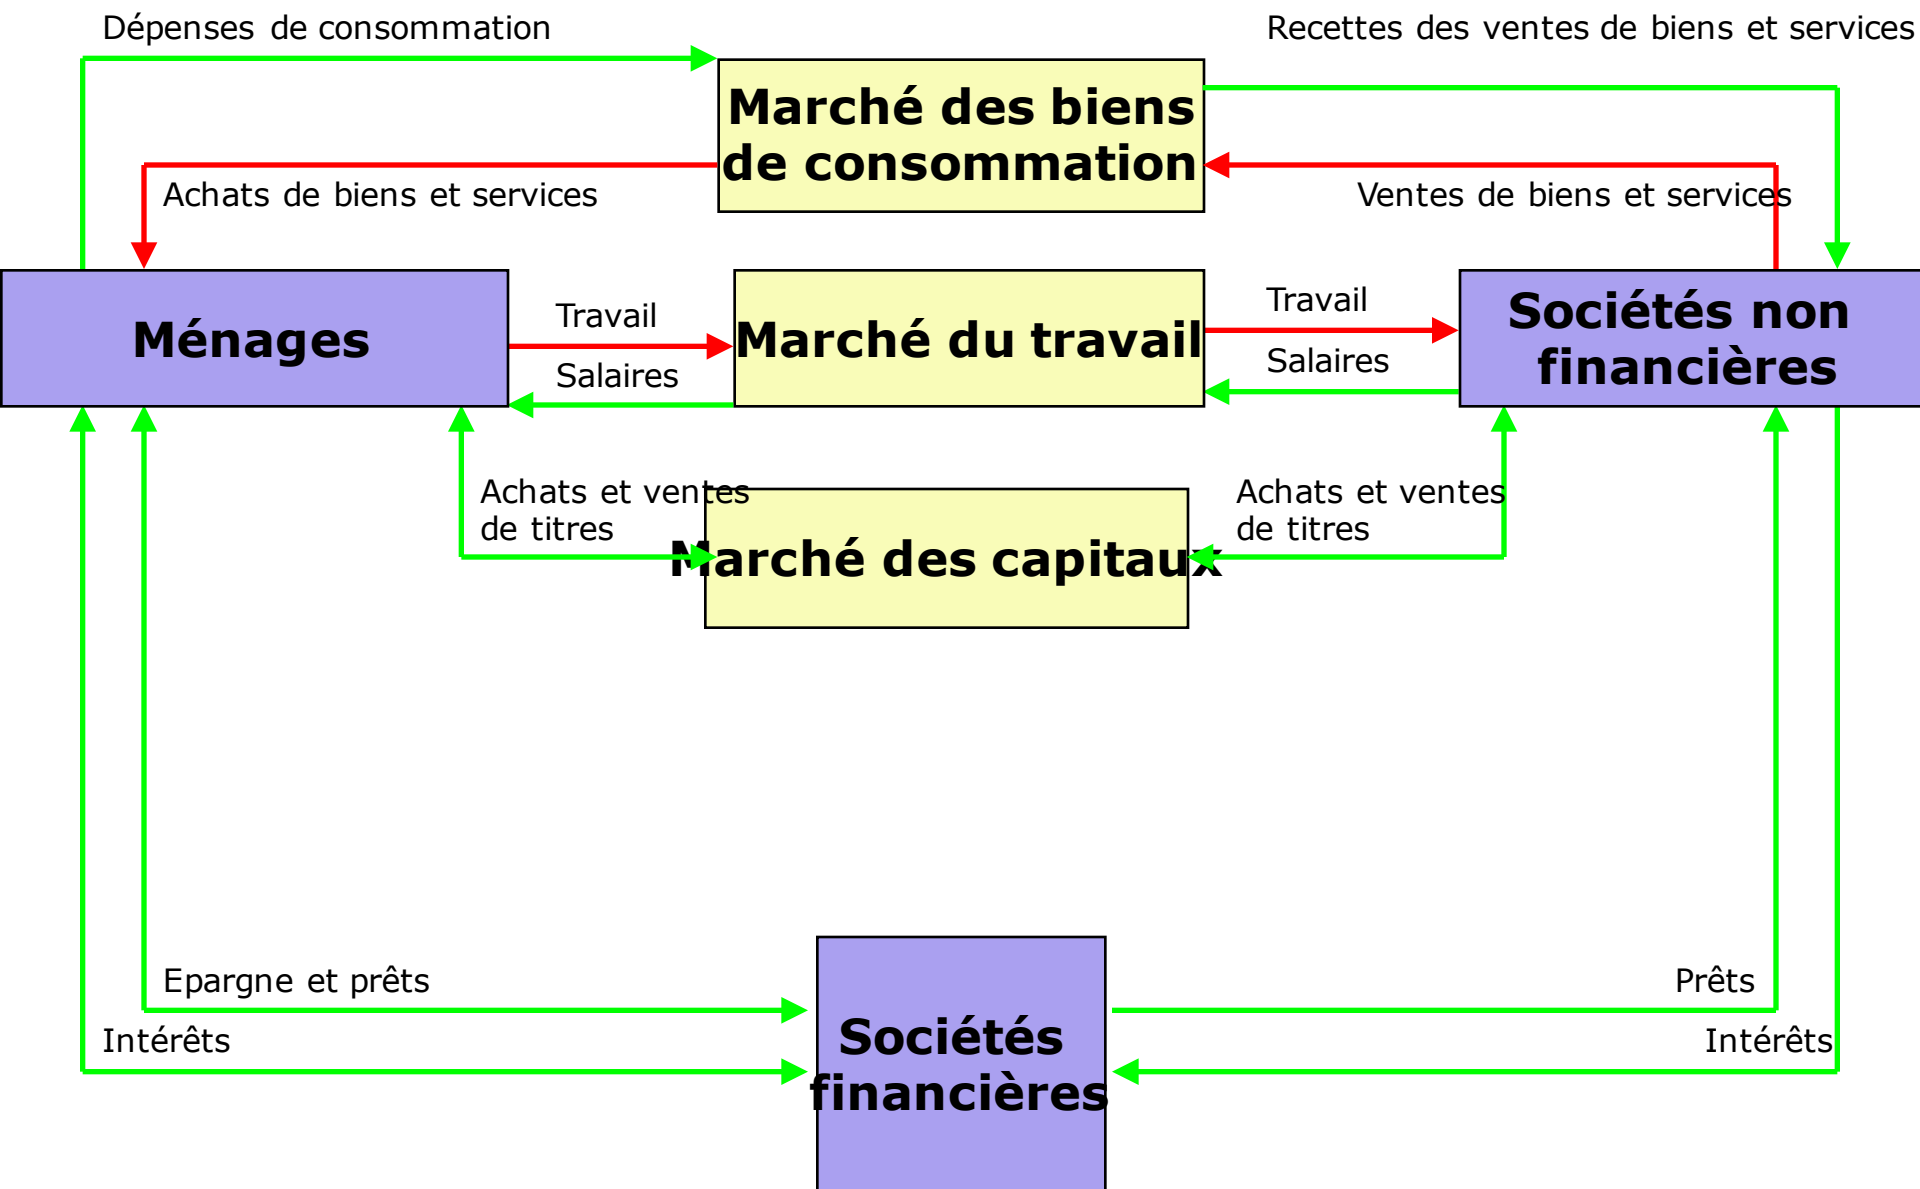 Dépenses de consommation
Recettes des ventes de biens et services
Marché des biens
de consommation
Achats de biens et services
Ventes de biens et services
Ménages
Travail
Salaires
Marché du travail
Travail
Salaires
Sociétés non
financières
Achats et ventes
de titres
Marché des capitaux
Achats et ventes
de titres
Epargne et prêts
Intérêts
Sociétés
financières
Prêts
Intérêts